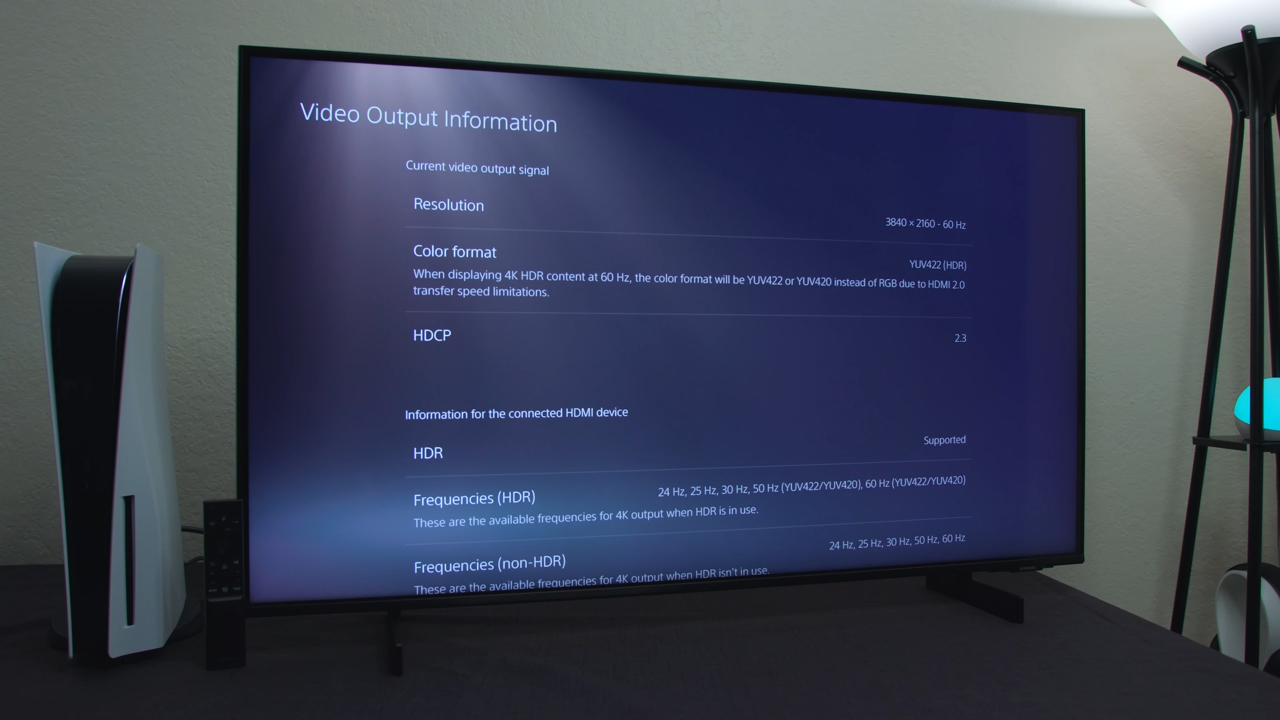 Video Output Information
Current video output signal
Resolution
3840 × 2160 - 60 Hz
Color format
YUV422 (HDR)
When displaying 4K HDR content at 60 Hz, the color format will be YUV422 or YUV420 instead of RGB due to HDMI 2.0
transfer speed limitations.
HDCP
2.3
Information for the connected HDMI device
HDR
Supported
Frequencies (HDR)
24 Hz, 25 Hz, 30 Hz, 50 Hz (YUV422/YUV420), 60 Hz (YUV422/YUV420)
These are the available frequencies for 4K output when HDR is in use.
Frequencies (non-HDR)
24 Hz, 25 Hz, 30 Hz, 50 Hz, 60 Hz
These are the available frequencies for 4K output when HDR isn't in use.